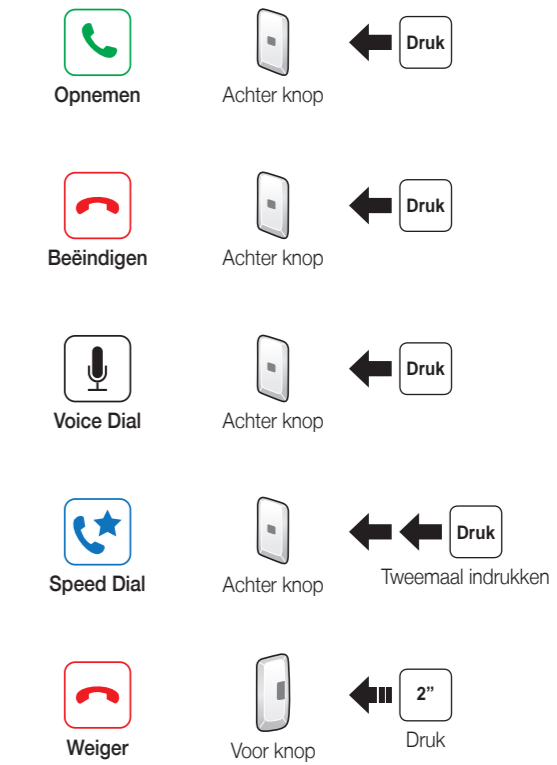 Druk
Opnemen
Achter knop
Druk
Beëindigen
Achter knop
Druk
Voice Dial
Achter knop
Druk
Speed Dial
Achter knop
Tweemaal indrukken
2”
Weiger
Voor knop
Druk